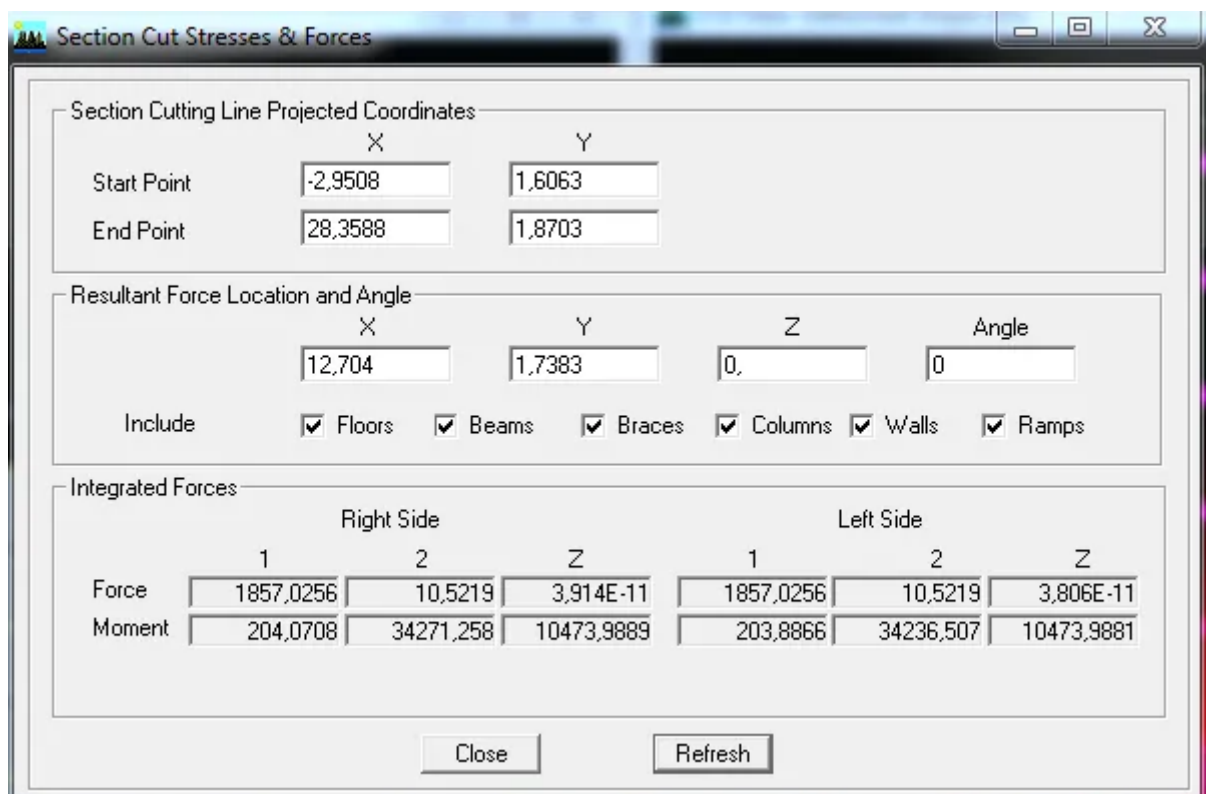 Section Cut Stresses & Forces
Section Cutting Line Projected Coordinates
X Y
Start Point -2,9508 1,6063
End Point 28,3588 1,8703
Resultant Force Location and Angle
X Y Z Angle
12,704 1,7383 0, 0
Include Floors Beams Braces Columns Walls Ramps
Integrated Forces
Right Side Left Side
1 2 Z 1 2 Z
Force 1857,0256 10,5219 3,914E-11 1857,0256 10,5219 3,806E-11
Moment 204,0708 34271,258 10473,9889 203,8866 34236,507 10473,9881
Close Refresh